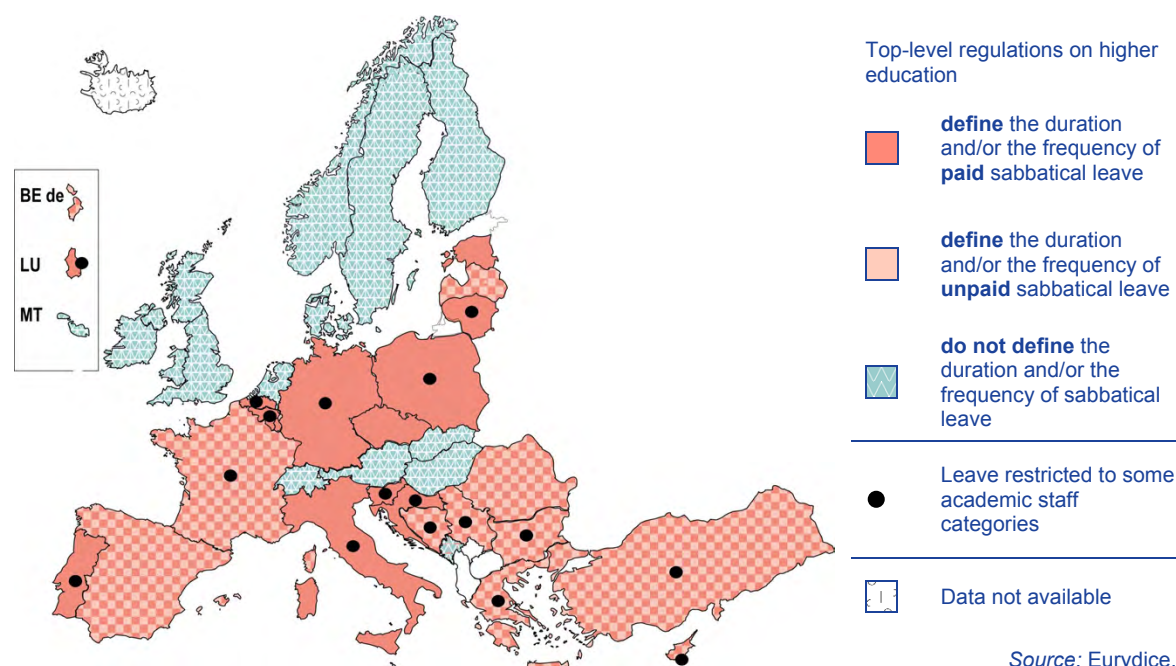 BE de
LU
MT
Top-level regulations on higher
education
define the duration
and/or the frequency of
paid sabbatical leave
define the duration
and/or the frequency of
unpaid sabbatical leave
do not define the
duration and/or the
frequency of sabbatical
leave
Leave restricted to some
academic staff
categories
Data not available
Source: Eurydice